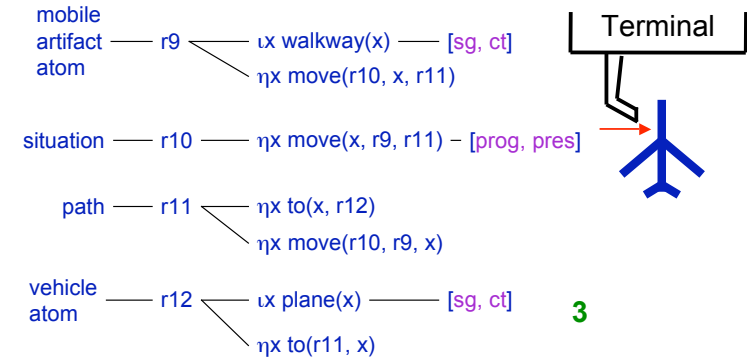 mobile
artifact
atom
r9
ιx walkway(x)
[sg, ct]
ηx move(r10, x, r11)
Terminal
situation
r10
ηx move(x, r9, r11)
[prog, pres]
path
r11
ηx to(x, r12)
ηx move(r10, r9, x)
vehicle
atom
r12
ιx plane(x)
[sg, ct]
ηx to(r11, x)
3